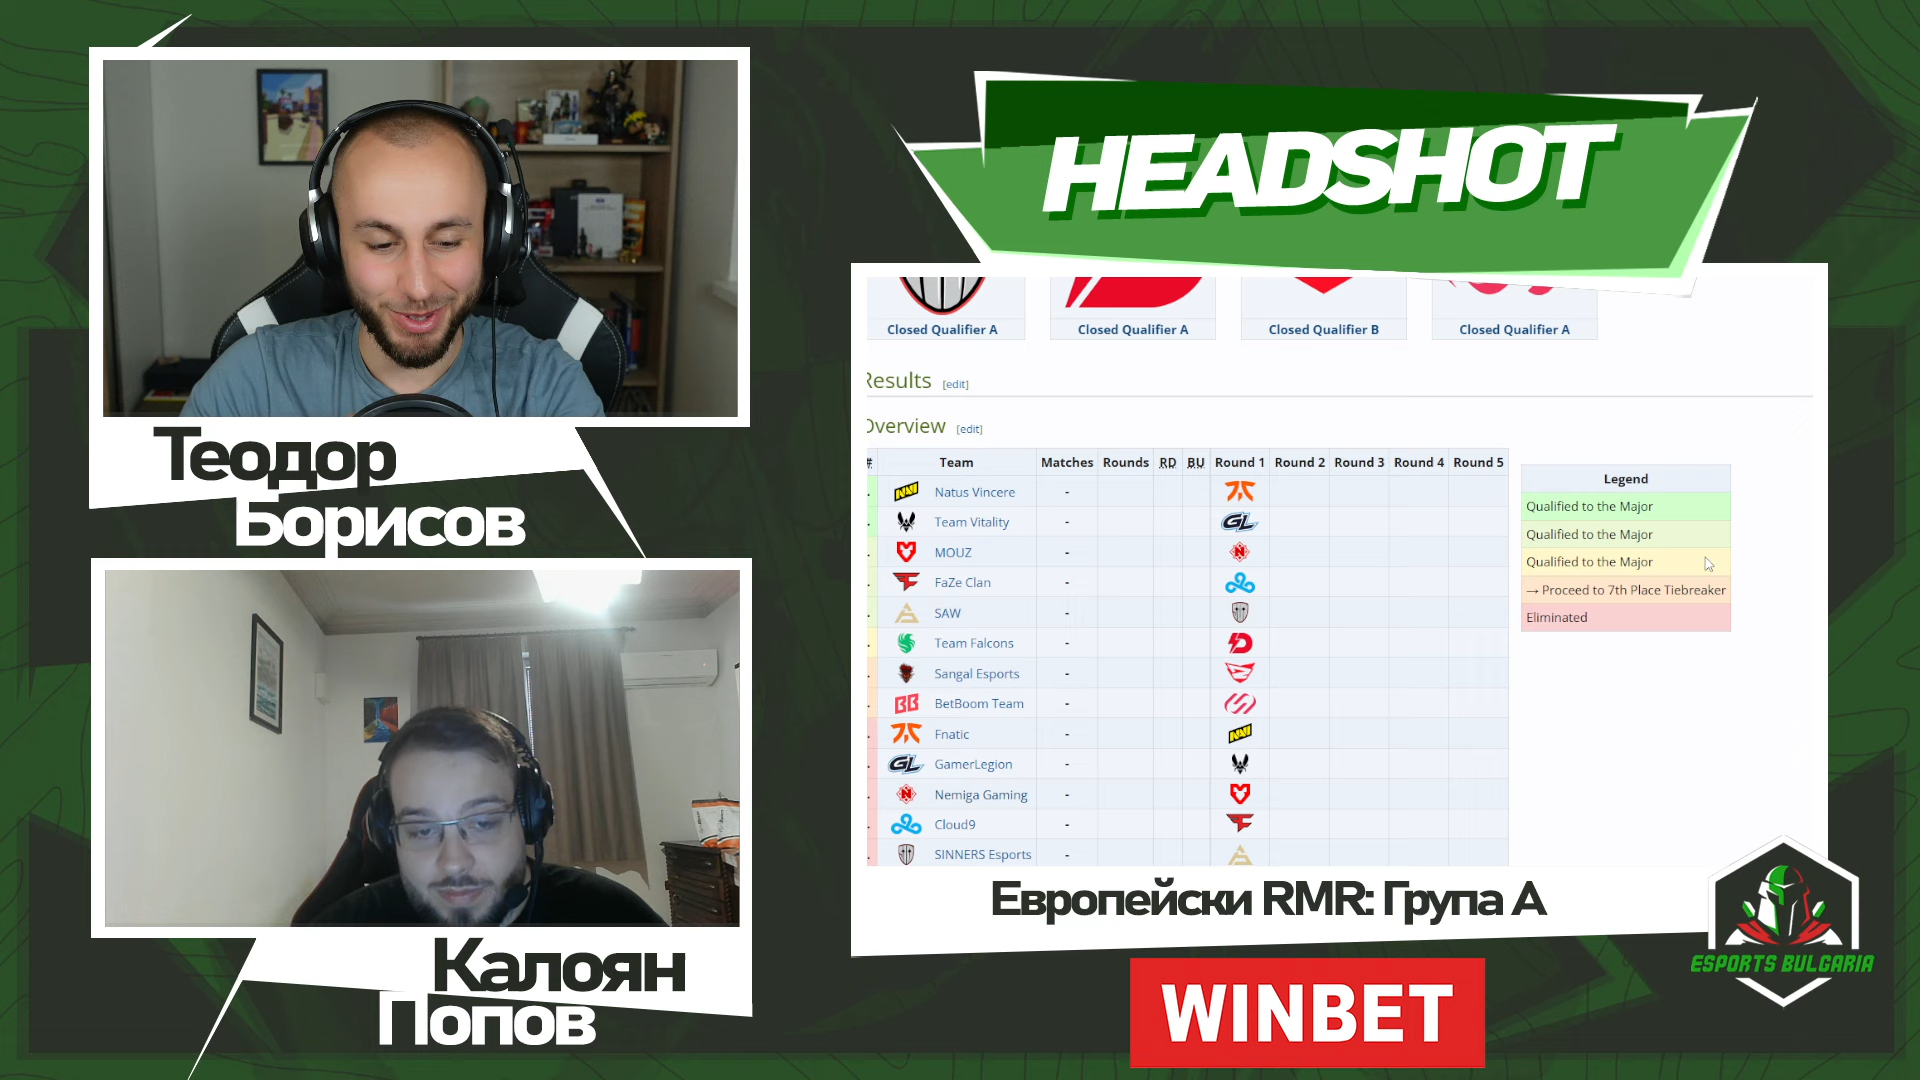 Теодор
Борисов
Калоян
Попов
HEADSHOT
Closed Qualifier A
Closed Qualifier A
Closed Qualifier B
Closed Qualifier A
Results [edit]
Overview [edit]
# Team Matches Rounds RD BU Round 1 Round 2 Round 3 Round 4 Round 5
Natus Vincere -
Team Vitality - GL
MOUZ - N
FaZe Clan -
SAW -
Team Falcons -
Sangal Esports -
BB BetBoom Team -
Fnatic -
GL GamerLegion -
N Nemiga Gaming -
Cloud9 -
SINNERS Esports -
Legend
Qualified to the Major
Qualified to the Major
Qualified to the Major
→ Proceed to 7th Place Tiebreaker
Eliminated
Европейски RMR: Група А
ESPORTS BULGARIA
WINBET